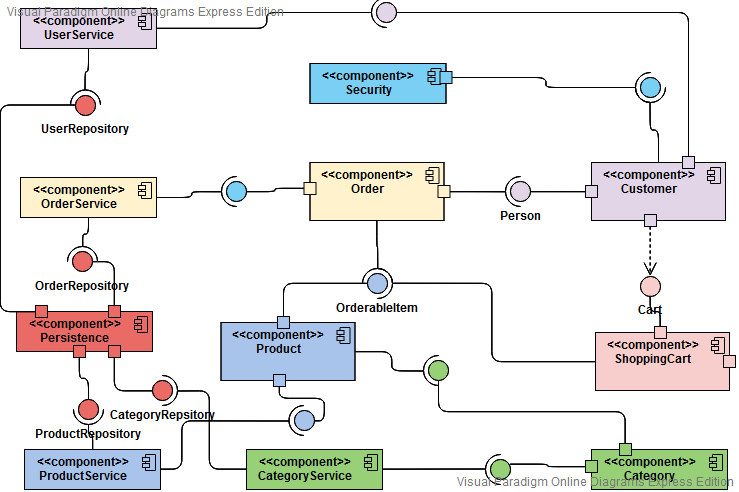 Visual Paradigm Online Diagrams Express Edition
<<component>>
UserService
<<component>>
Security
UserRepository
<<component>>
OrderService
<<component>>
Order
<<component>>
Customer
Person
OrderRepository
OrderableItem
Cart
<<component>>
Persistence
<<component>>
Product
<<component>>
ShoppingCart
CategoryRepsitory
ProductRepository
<<component>>
ProductService
<<component>>
CategoryService
<<component>>
Category
Visual Paradigm Online Diagrams Express Edition